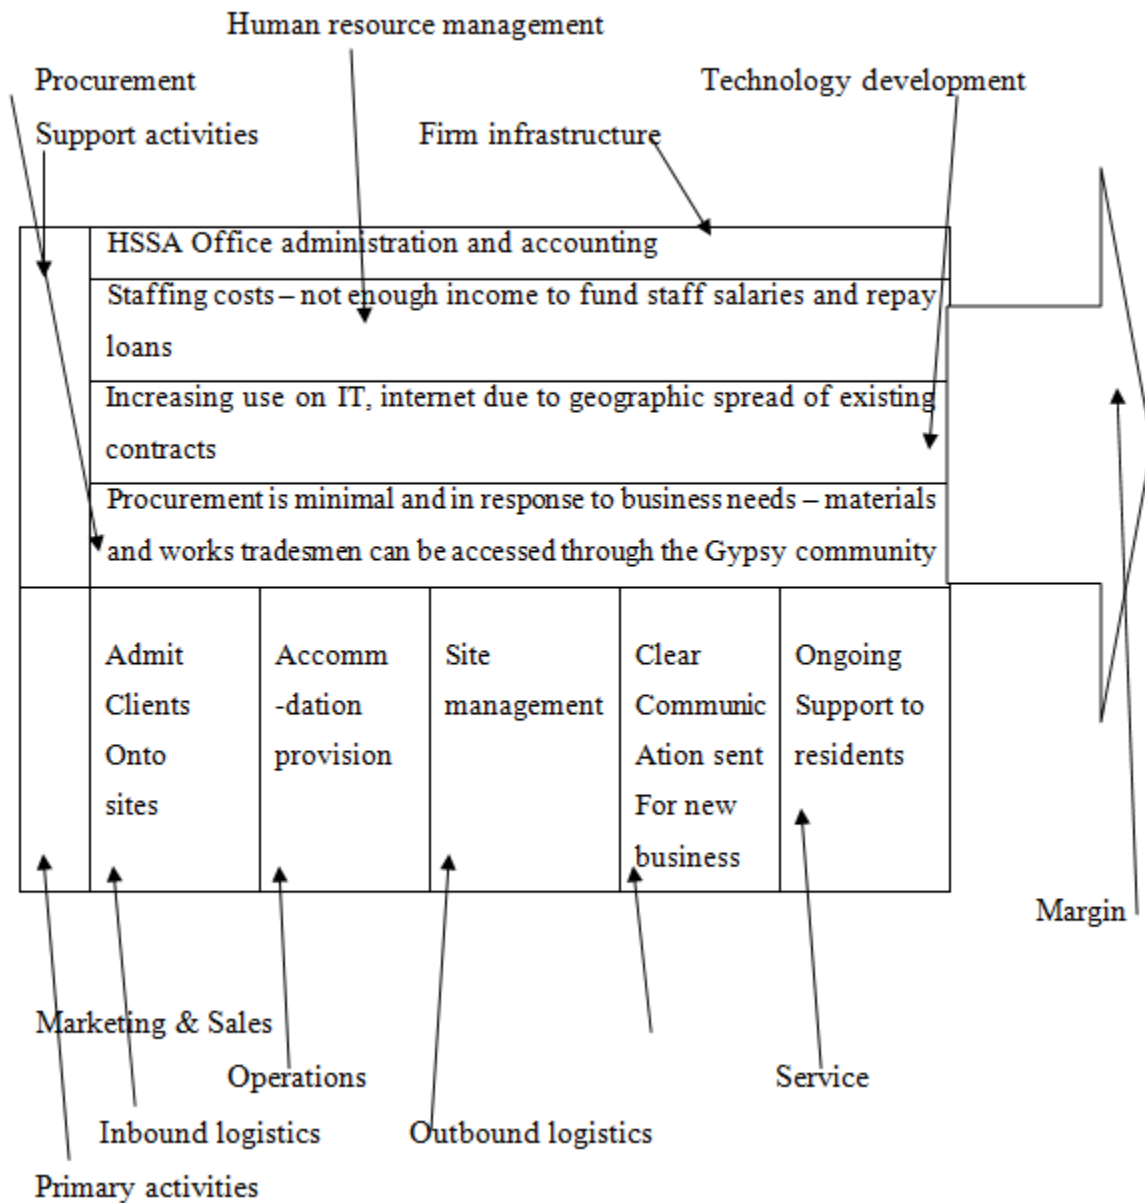 Human resource management
Procurement
Technology development
Support activities
Firm infrastructure
HSSA Office administration and accounting
Staffing costs – not enough income to fund staff salaries and repay
loans
Increasing use on IT, internet due to geographic spread of existing
contracts
Procurement is minimal and in response to business needs – materials
and works tradesmen can be accessed through the Gypsy community
Admit
Clients
Onto
sites
Accomm
-dation
provision
Site
management
Clear
Communic
Ation sent
For new
business
Ongoing
Support to
residents
Margin
Marketing & Sales
Operations
Service
Inbound logistics
Outbound logistics
Primary activities